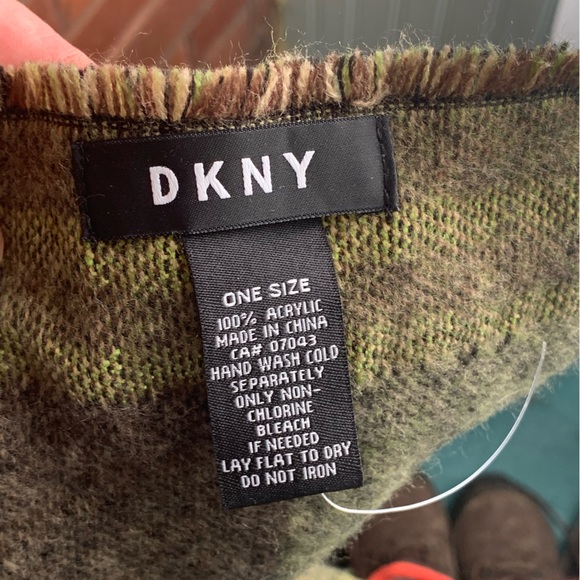 DKNY
ONE SIZE
100% ACRYLIC
MADE IN CHINA
CA# 07043
HAND WASH COLD
SEPARATELY
ONLY NON-
CHLORINE
BLEACH
IF NEEDED
LAY FLAT TO DRY
DO NOT IRON